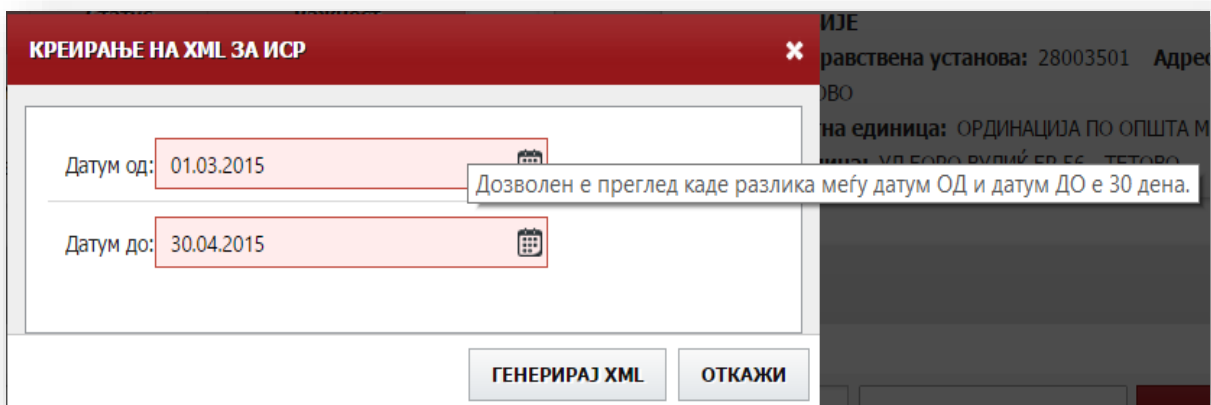 КРЕИРАЊЕ НА XML ЗА ИСР
Датум од: 01.03.2015
Дозволен е преглед каде разлика меѓу датум ОД и датум ДО е 30 дена.
Датум до: 30.04.2015
ГЕНЕРИРАЈ XML ОТКАЖИ
ИЈЕ
равствена установа: 28003501 Адрес
ОВО
на единица: ОРДИНАЦИЈА ПО ОПШТА М